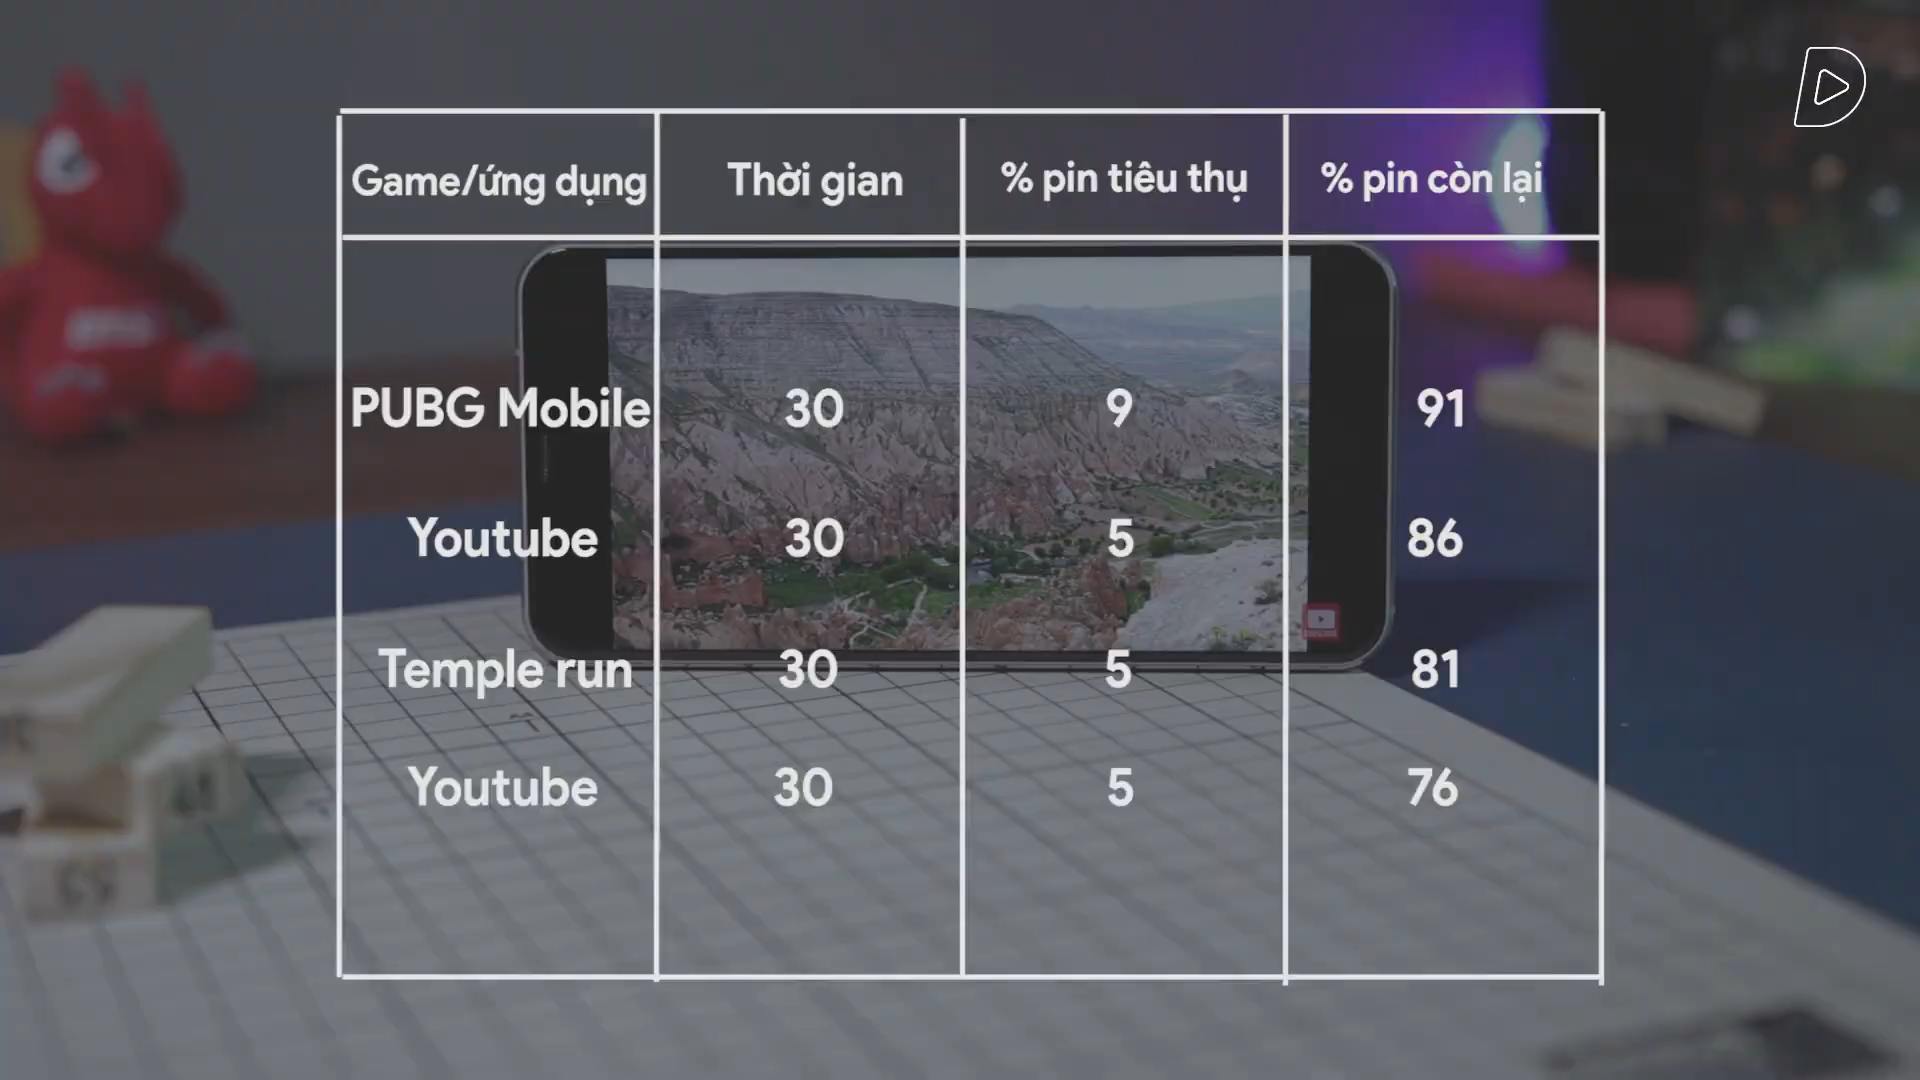 Game/ứng dụng Thời gian % pin tiêu thụ % pin còn lại
PUBG Mobile 30 9 91
Youtube 30 5 86
Temple run 30 5 81
Youtube 30 5 76